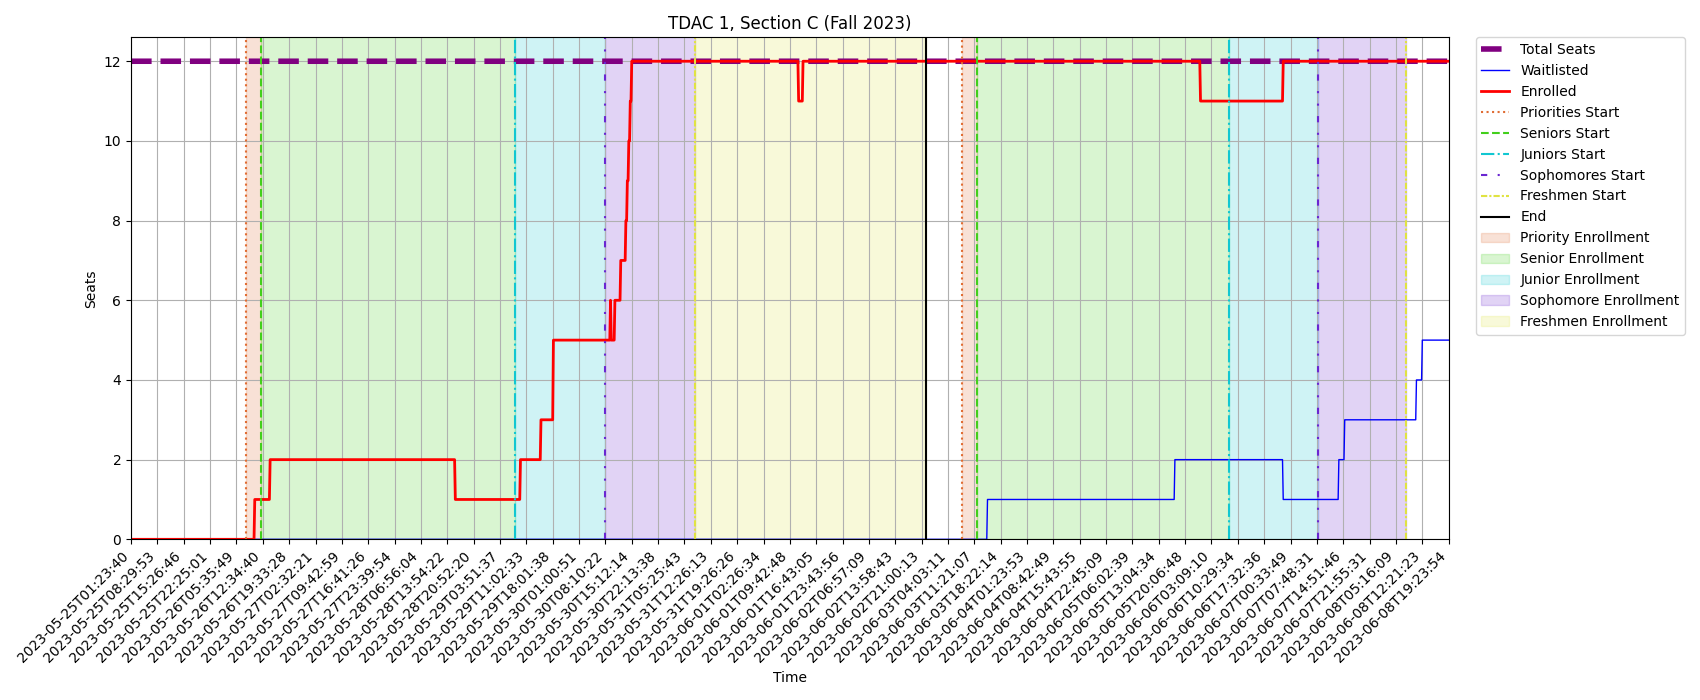 TDAC 1, Section C (Fall 2023)
Total Seats
Waitlisted
Enrolled
Priorities Start
Seniors Start
Juniors Start
Sophomores Start
Freshmen Start
End
Priority Enrollment
Senior Enrollment
Junior Enrollment
Sophomore Enrollment
Freshmen Enrollment
Seats
12
10
8
6
4
2
0
2023-05-25T01:23:40
2023-05-25T08:29:53
2023-05-25T15:26:46
2023-05-25T22:25:01
2023-05-26T05:35:49
2023-05-26T12:34:40
2023-05-26T19:33:28
2023-05-27T02:32:21
2023-05-27T09:42:59
2023-05-27T16:41:26
2023-05-27T23:39:54
2023-05-28T06:56:04
2023-05-28T13:54:22
2023-05-28T20:52:20
2023-05-29T03:51:37
2023-05-29T11:02:33
2023-05-29T18:01:38
2023-05-30T01:00:51
2023-05-30T08:10:22
2023-05-30T15:12:14
2023-05-30T22:13:38
2023-05-31T05:25:43
2023-05-31T12:26:13
2023-05-31T19:26:26
2023-06-01T02:26:34
2023-06-01T09:42:48
2023-06-01T16:43:05
2023-06-01T23:43:56
2023-06-02T06:57:09
2023-06-02T13:58:43
2023-06-02T21:00:13
2023-06-03T04:03:11
2023-06-03T11:21:07
2023-06-03T18:22:14
2023-06-04T01:23:53
2023-06-04T08:42:49
2023-06-04T15:43:55
2023-06-04T22:45:09
2023-06-05T06:02:39
2023-06-05T13:04:34
2023-06-05T20:06:48
2023-06-06T03:09:10
2023-06-06T10:29:34
2023-06-06T17:32:36
2023-06-07T00:33:49
2023-06-07T07:48:31
2023-06-07T14:51:46
2023-06-07T21:55:31
2023-06-08T05:16:09
2023-06-08T12:21:23
2023-06-08T19:23:54
Time